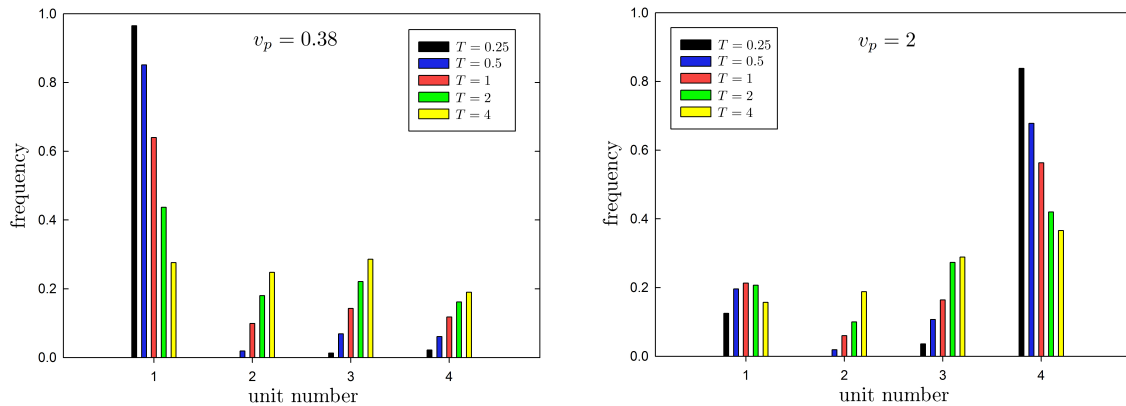 1.0
0.8
0.6
0.4
0.2
0.0
frequency
v_p = 0.38
T = 0.25
T = 0.5
T = 1
T = 2
T = 4
1 2 3 4
unit number
1.0
0.8
0.6
0.4
0.2
0.0
frequency
v_p = 2
T = 0.25
T = 0.5
T = 1
T = 2
T = 4
1 2 3 4
unit number